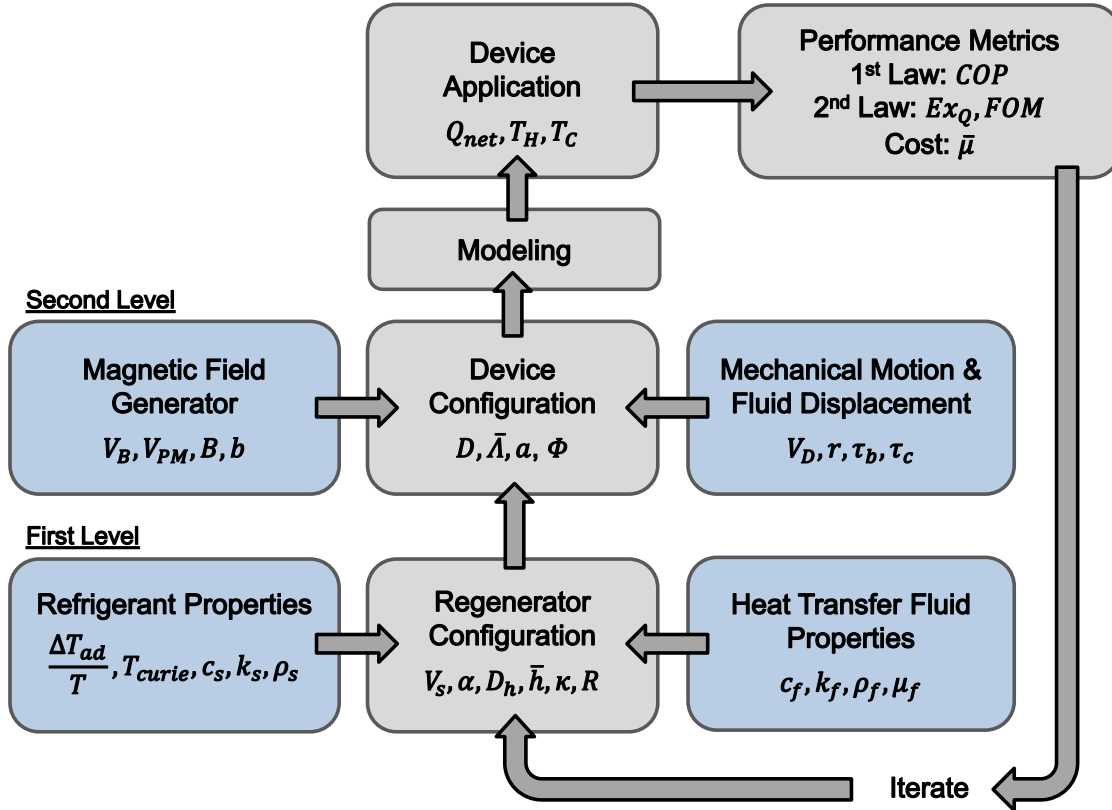 Device
Application
Q_net, T_H, T_C
Performance Metrics
1st Law: COP
2nd Law: Ex_Q, FOM
Cost: μ̄
Modeling
Second Level
Magnetic Field
Generator
V_B, V_PM, B, b
Device
Configuration
D, Λ̄, a, Φ
Mechanical Motion &
Fluid Displacement
V_D, r, τ_b, τ_c
First Level
Refrigerant Properties
ΔT_ad/T, T_curie, c_s, k_s, ρ_s
Regenerator
Configuration
V_s, α, D_h, h̄, κ, R
Heat Transfer Fluid
Properties
c_f, k_f, ρ_f, μ_f
Iterate